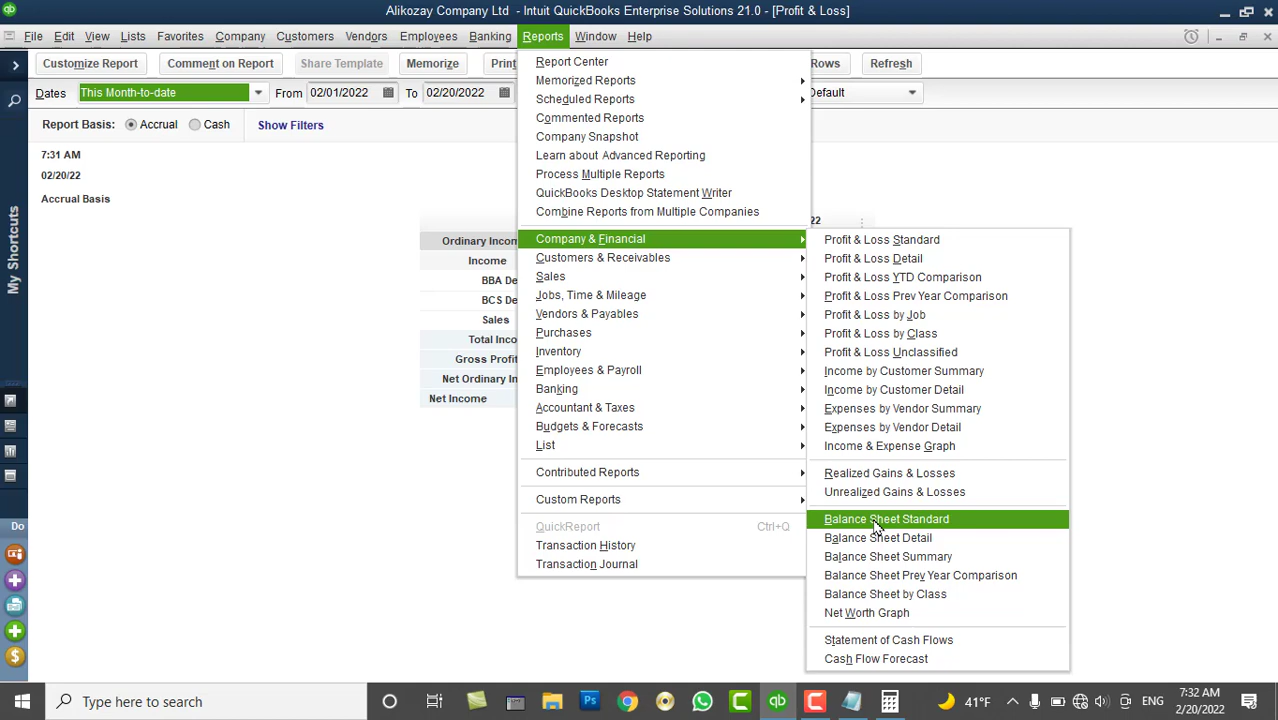 Alikozay Company Ltd - Intuit QuickBooks Enterprise Solutions 21.0 - [Profit & Loss]
File Edit View Lists Favorites Company Customers Vendors Employees Banking Reports Window Help
Customize Report Comment on Report Share Template Memorize Print Rows Refresh
Dates This Month-to-date From 02/01/2022 To 02/20/2022 Default
Report Basis: Accrual Cash Show Filters
7:31 AM
02/20/22
Accrual Basis
22
Ordinary Incom
Income
BBA De
BCS De
Sales
Total Inco
Gross Profit
Net Ordinary In
Net Income
Report Center
Memorized Reports
Scheduled Reports
Commented Reports
Company Snapshot
Learn about Advanced Reporting
Process Multiple Reports
QuickBooks Desktop Statement Writer
Combine Reports from Multiple Companies
Company & Financial
Customers & Receivables
Sales
Jobs, Time & Mileage
Vendors & Payables
Purchases
Inventory
Employees & Payroll
Banking
Accountant & Taxes
Budgets & Forecasts
List
Contributed Reports
Custom Reports
QuickReport Ctrl+Q
Transaction History
Transaction Journal
Profit & Loss Standard
Profit & Loss Detail
Profit & Loss YTD Comparison
Profit & Loss Prev Year Comparison
Profit & Loss by Job
Profit & Loss by Class
Profit & Loss Unclassified
Income by Customer Summary
Income by Customer Detail
Expenses by Vendor Summary
Expenses by Vendor Detail
Income & Expense Graph
Realized Gains & Losses
Unrealized Gains & Losses
Balance Sheet Standard
Balance Sheet Detail
Balance Sheet Summary
Balance Sheet Prev Year Comparison
Balance Sheet by Class
Net Worth Graph
Statement of Cash Flows
Cash Flow Forecast
My Shortcuts
Do
Type here to search
41°F ENG 7:32 AM
2/20/2022